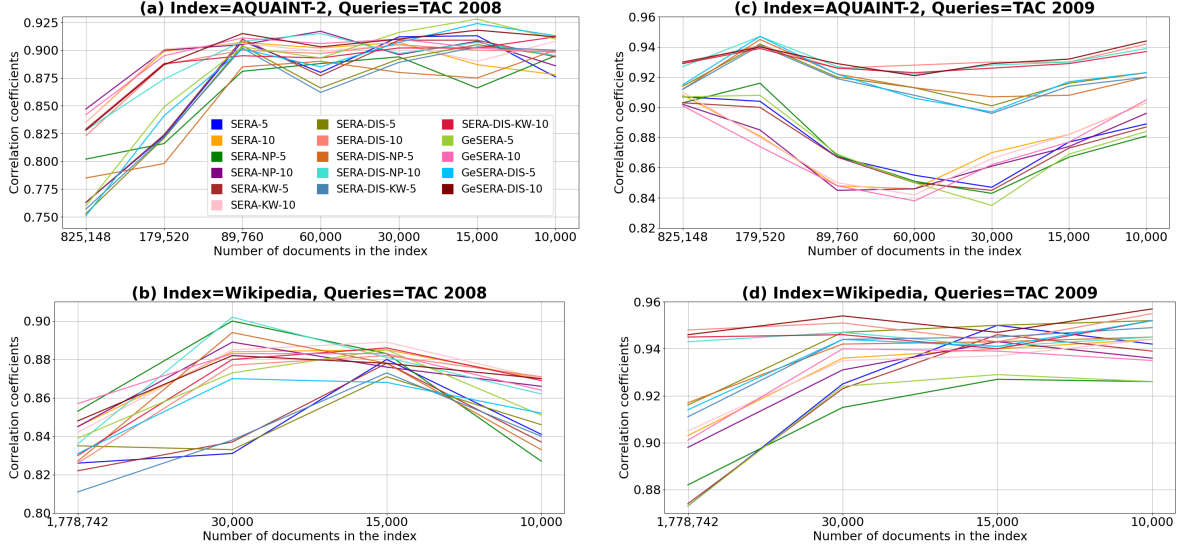 (a) Index=AQUAINT-2, Queries=TAC 2008
Correlation coefficients
0.925
0.900
0.875
0.850
0.825
0.800
0.775
0.750
SERA-5
SERA-10
SERA-NP-5
SERA-NP-10
SERA-KW-5
SERA-KW-10
SERA-DIS-5
SERA-DIS-10
SERA-DIS-NP-5
SERA-DIS-NP-10
SERA-DIS-KW-5
SERA-DIS-KW-10
GeSERA-5
GeSERA-10
GeSERA-DIS-5
GeSERA-DIS-10
825,148 179,520 89,760 60,000 30,000 15,000 10,000
Number of documents in the index
(c) Index=AQUAINT-2, Queries=TAC 2009
Correlation coefficients
0.96
0.94
0.92
0.90
0.88
0.86
0.84
0.82
825,148 179,520 89,760 60,000 30,000 15,000 10,000
Number of documents in the index
(b) Index=Wikipedia, Queries=TAC 2008
Correlation coefficients
0.90
0.88
0.86
0.84
0.82
0.80
1,778,742 30,000 15,000 10,000
Number of documents in the index
(d) Index=Wikipedia, Queries=TAC 2009
Correlation coefficients
0.96
0.94
0.92
0.90
0.88
1,778,742 30,000 15,000 10,000
Number of documents in the index